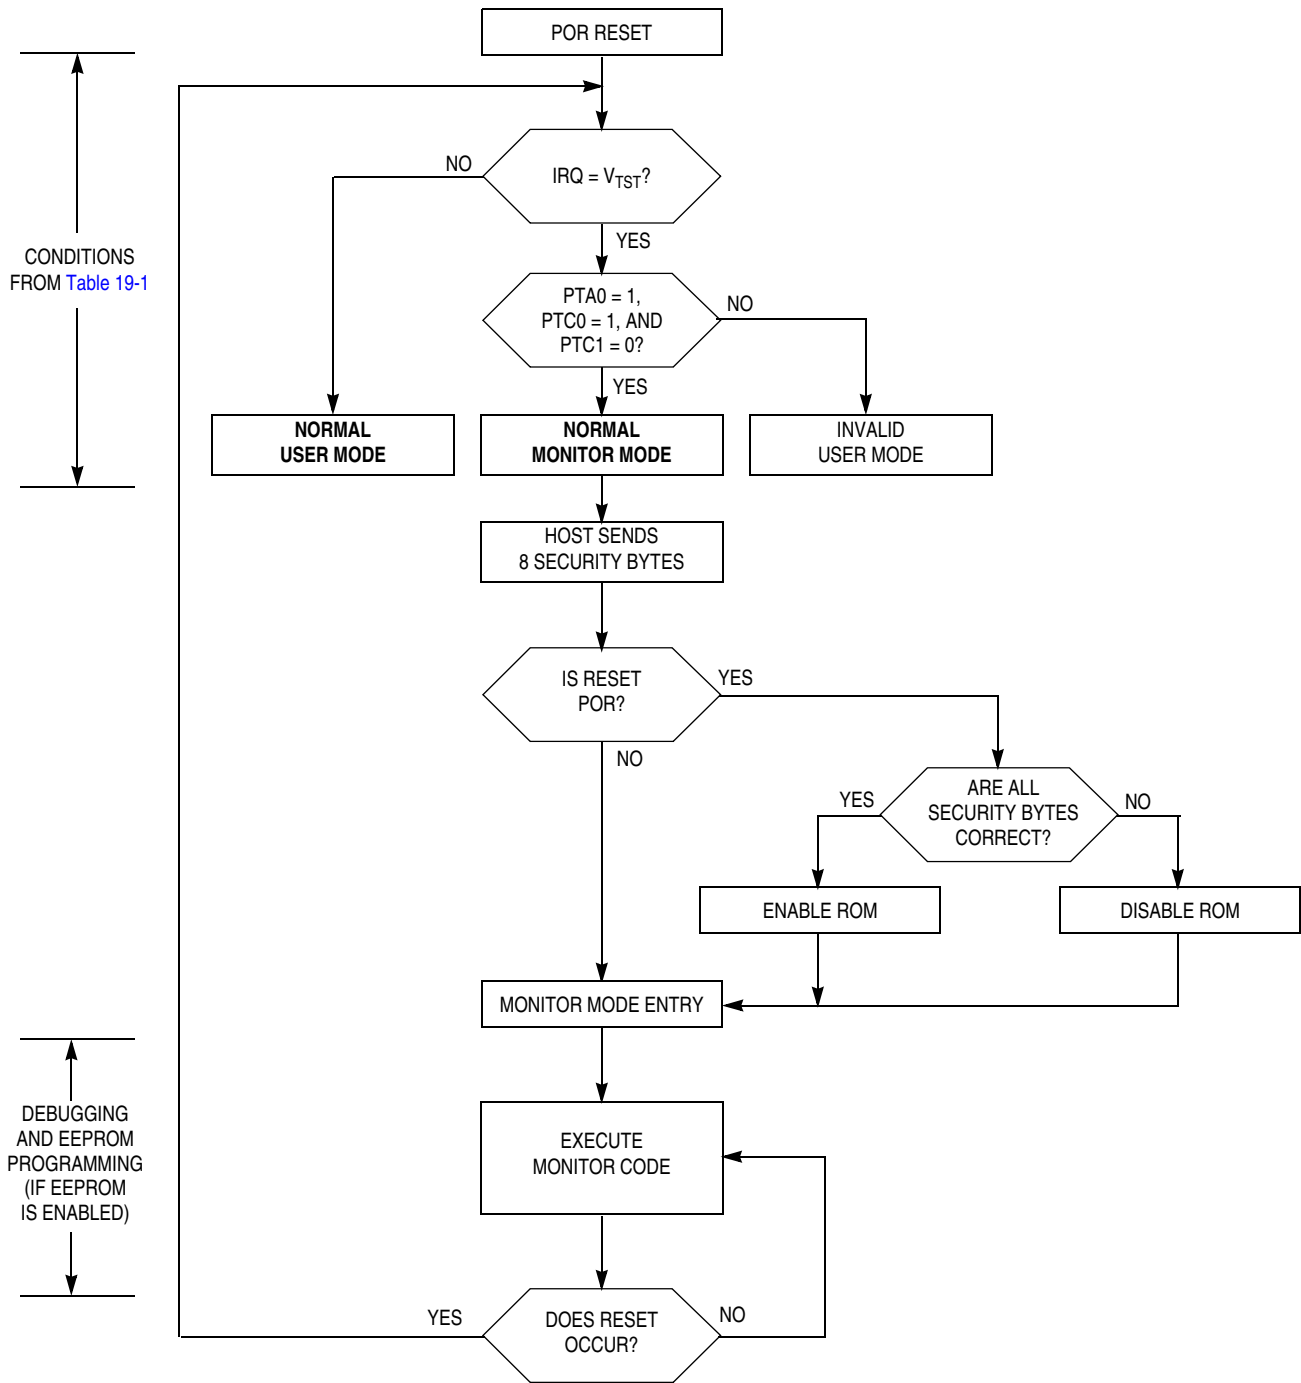 POR RESET
NO
IRQ = VTST?
YES
CONDITIONS
FROM Table 19-1
PTA0 = 1,
PTC0 = 1, AND
PTC1 = 0?
NO
YES
NORMAL
USER MODE
NORMAL
MONITOR MODE
INVALID
USER MODE
HOST SENDS
8 SECURITY BYTES
IS RESET
POR?
YES
NO
ARE ALL
SECURITY BYTES
CORRECT?
YES
NO
ENABLE ROM
DISABLE ROM
MONITOR MODE ENTRY
DEBUGGING
AND EEPROM
PROGRAMMING
(IF EEPROM
IS ENABLED)
EXECUTE
MONITOR CODE
YES
DOES RESET
OCCUR?
NO